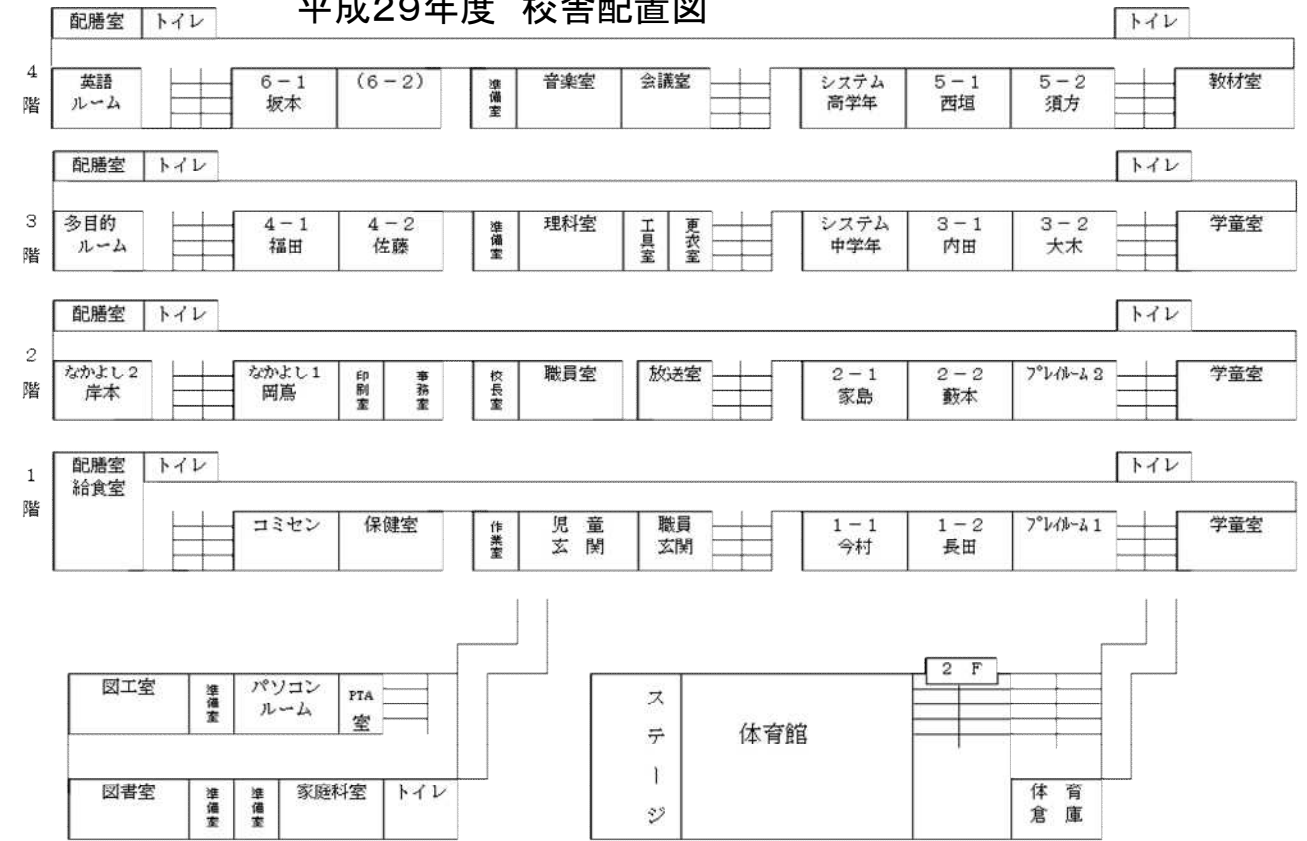 平成29年度 校舎配置図
配膳室 トイレ トイレ
4階
英語ルーム
6-1 坂本
(6-2)
準備室
音楽室
会議室
システム高学年
5-1 西垣
5-2 須方
教材室
配膳室 トイレ トイレ
3階
多目的ルーム
4-1 福田
4-2 佐藤
準備室
理科室
工具室
更衣室
システム中学年
3-1 内田
3-2 大木
学童室
配膳室 トイレ トイレ
2階
なかよし2 岸本
なかよし1 岡嶌
印刷室
事務室
校長室
職員室
放送室
2-1 家島
2-2 藪本
プレイルーム2
学童室
配膳室 給食室
トイレ トイレ
1階
コミセン
保健室
作業室
児童玄関
職員玄関
1-1 今村
1-2 長田
プレイルーム1
学童室
図工室
準備室
パソコンルーム
PTA室
図書室
準備室
準備室
家庭科室
トイレ
ステージ
体育館
2 F
体育倉庫